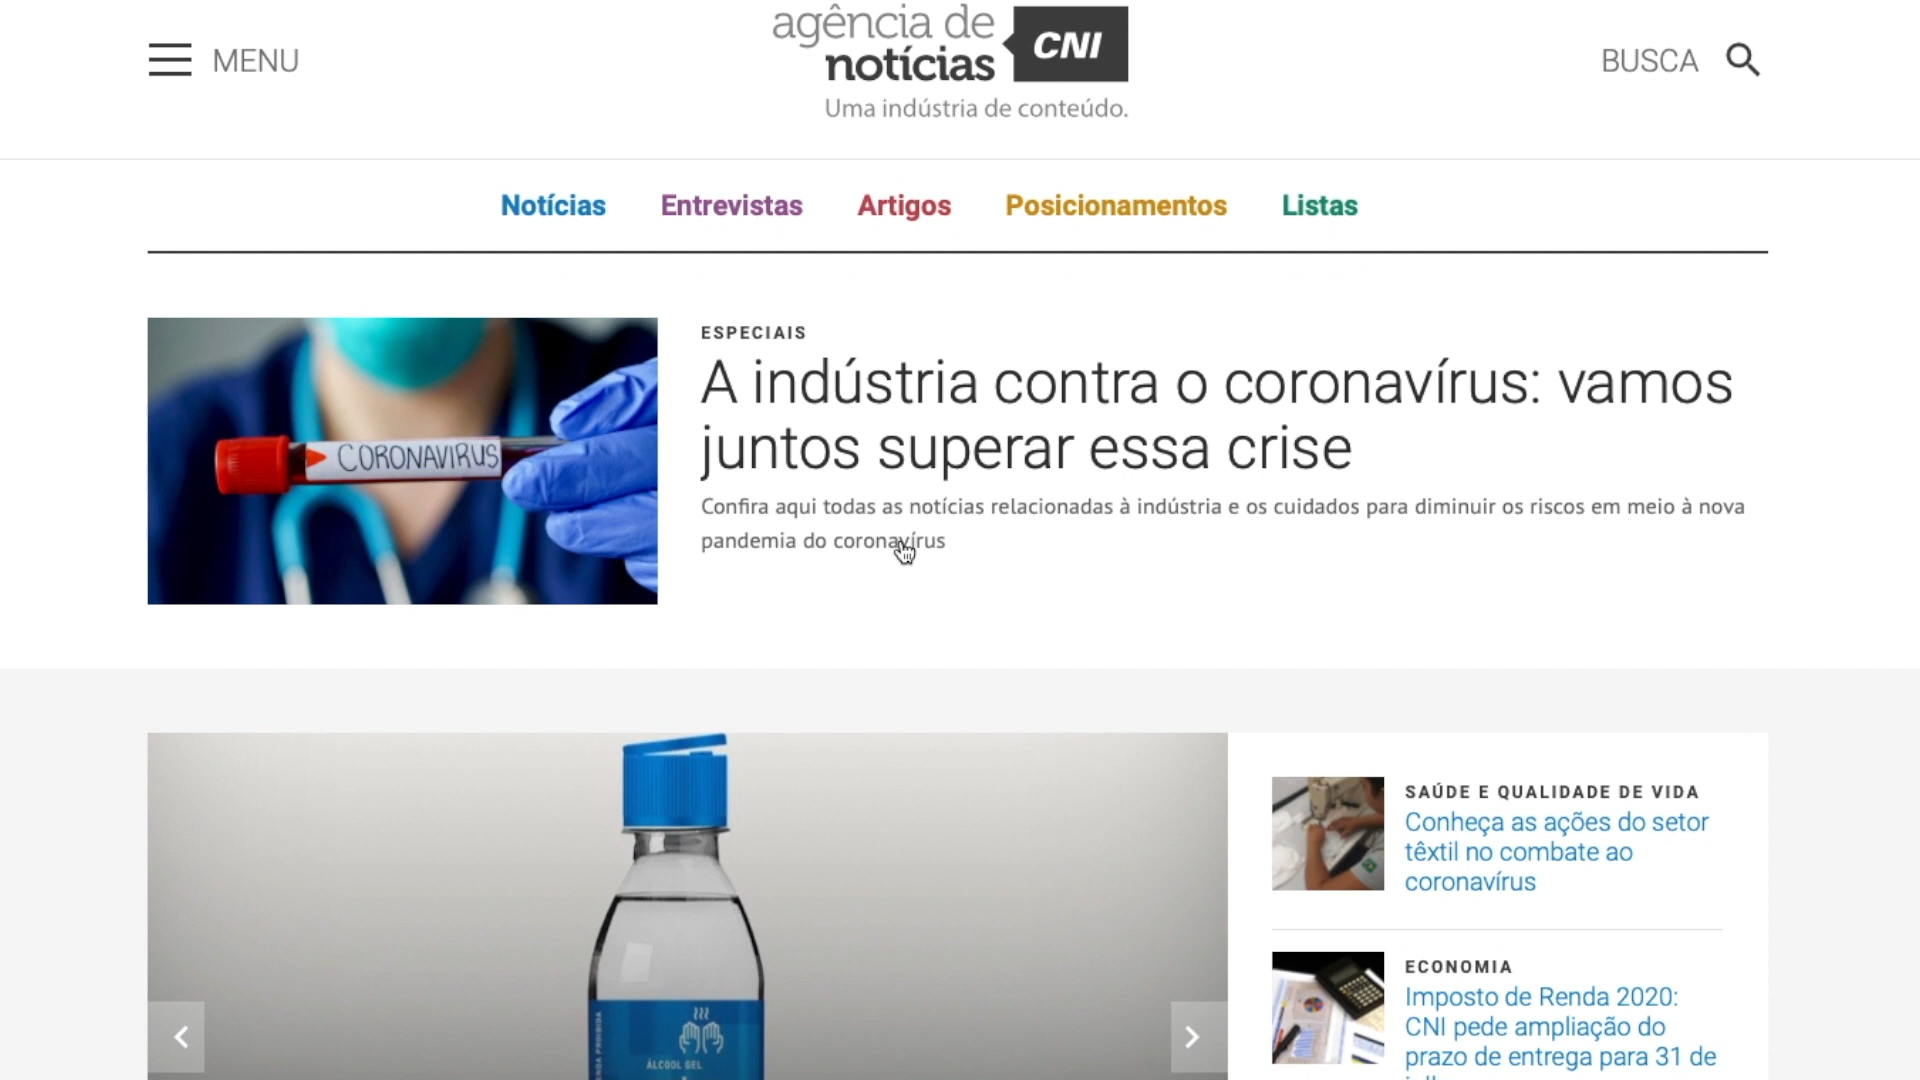 MENU
agência de
notícias
CNI
Uma indústria de conteúdo.
BUSCA
Notícias Entrevistas Artigos Posicionamentos Listas
CORONAVIRUS
ESPECIAIS
A indústria contra o coronavírus: vamos
juntos superar essa crise
Confira aqui todas as notícias relacionadas à indústria e os cuidados para diminuir os riscos em meio à nova
pandemia do coronavírus
SAÚDE E QUALIDADE DE VIDA
Conheça as ações do setor
têxtil no combate ao
coronavírus
ECONOMIA
Imposto de Renda 2020:
CNI pede ampliação do
prazo de entrega para 31 de
PROIBIDA
ÁLCOOL GEL